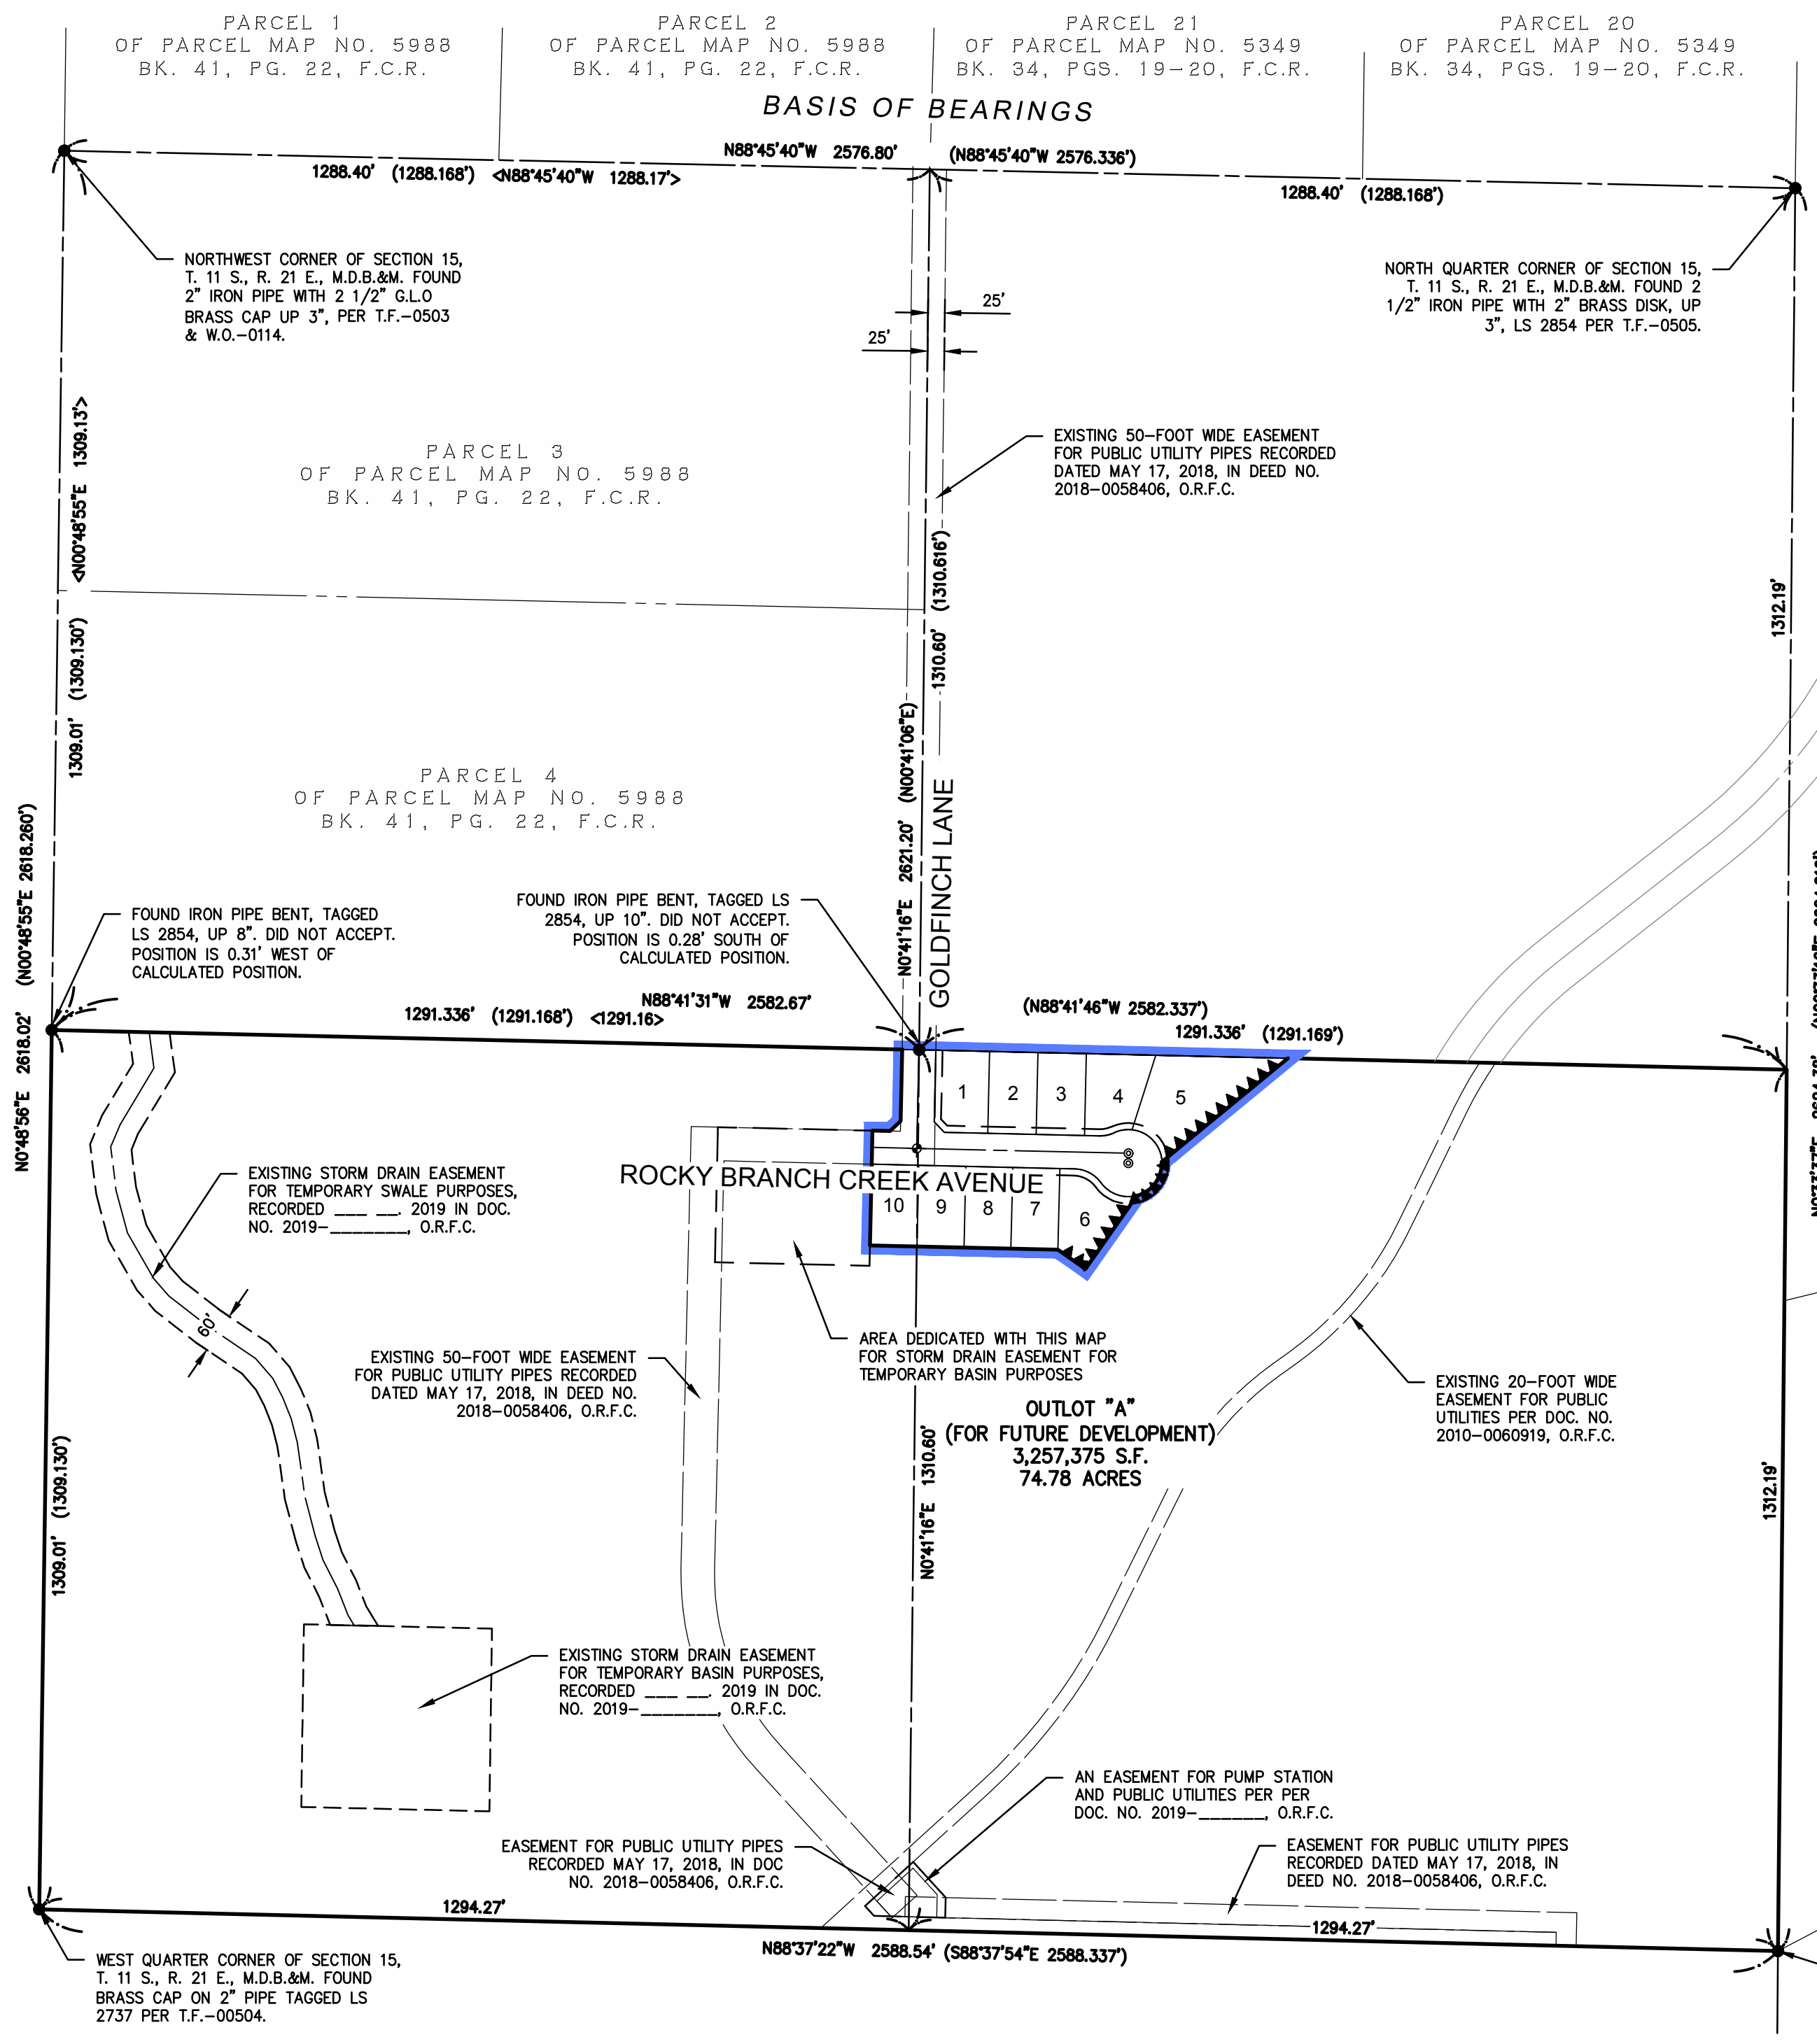 PARCEL 1
OF PARCEL MAP NO. 5988
BK. 41, PG. 22, F.C.R.
PARCEL 2
OF PARCEL MAP NO. 5988
BK. 41, PG. 22, F.C.R.
PARCEL 21
OF PARCEL MAP NO. 5349
BK. 34, PGS. 19-20, F.C.R.
PARCEL 20
OF PARCEL MAP NO. 5349
BK. 34, PGS. 19-20, F.C.R.
BASIS OF BEARINGS
N88°45'40"W 2576.80' (N88°45'40"W 2576.336')
1288.40' (1288.168') <N88°45'40"W 1288.17'>
1288.40' (1288.168')
NORTHWEST CORNER OF SECTION 15,
T. 11 S., R. 21 E., M.D.B.&M. FOUND
2" IRON PIPE WITH 2 1/2" G.L.O
BRASS CAP UP 3", PER T.F.-0503
& W.O.-0114.
NORTH QUARTER CORNER OF SECTION 15,
T. 11 S., R. 21 E., M.D.B.&M. FOUND 2
1/2" IRON PIPE WITH 2" BRASS DISK, UP
3", LS 2854 PER T.F.-0505.
25'
25'
EXISTING 50-FOOT WIDE EASEMENT
FOR PUBLIC UTILITY PIPES RECORDED
DATED MAY 17, 2018, IN DEED NO.
2018-0058406, O.R.F.C.
PARCEL 3
OF PARCEL MAP NO. 5988
BK. 41, PG. 22, F.C.R.
1309.01' (1309.130') <N00°48'55"E 1309.13'>
1310.60' (1310.616')
1312.19'
N0°41'16"E 2621.20' (N00°41'06"E)
GOLDFINCH LANE
PARCEL 4
OF PARCEL MAP NO. 5988
BK. 41, PG. 22, F.C.R.
N0°48'56"E 2618.02' (N00°48'55"E 2618.260')
FOUND IRON PIPE BENT, TAGGED
LS 2854, UP 8". DID NOT ACCEPT.
POSITION IS 0.31' WEST OF
CALCULATED POSITION.
FOUND IRON PIPE BENT, TAGGED LS
2854, UP 10". DID NOT ACCEPT.
POSITION IS 0.28' SOUTH OF
CALCULATED POSITION.
N88°41'31"W 2582.67' (N88°41'46"W 2582.337')
1291.336' (1291.168') <1291.16>
1291.336' (1291.169')
1
2
3
4
5
ROCKY BRANCH CREEK AVENUE
10
9
8
7
6
EXISTING STORM DRAIN EASEMENT
FOR TEMPORARY SWALE PURPOSES,
RECORDED ___ __. 2019 IN DOC.
NO. 2019-_______, O.R.F.C.
60'
EXISTING 50-FOOT WIDE EASEMENT
FOR PUBLIC UTILITY PIPES RECORDED
DATED MAY 17, 2018, IN DEED NO.
2018-0058406, O.R.F.C.
AREA DEDICATED WITH THIS MAP
FOR STORM DRAIN EASEMENT FOR
TEMPORARY BASIN PURPOSES
OUTLOT "A"
(FOR FUTURE DEVELOPMENT)
3,257,375 S.F.
74.78 ACRES
EXISTING 20-FOOT WIDE
EASEMENT FOR PUBLIC
UTILITIES PER DOC. NO.
2010-0060919, O.R.F.C.
1309.01' (1309.130')
N0°41'16"E 1310.60'
1312.19'
EXISTING STORM DRAIN EASEMENT
FOR TEMPORARY BASIN PURPOSES,
RECORDED ___ __. 2019 IN DOC.
NO. 2019-_______, O.R.F.C.
AN EASEMENT FOR PUMP STATION
AND PUBLIC UTILITIES PER PER
DOC. NO. 2019-______, O.R.F.C.
EASEMENT FOR PUBLIC UTILITY PIPES
RECORDED MAY 17, 2018, IN DOC
NO. 2018-0058406, O.R.F.C.
EASEMENT FOR PUBLIC UTILITY PIPES
RECORDED DATED MAY 17, 2018, IN
DEED NO. 2018-0058406, O.R.F.C.
1294.27'
1294.27'
N88°37'22"W 2588.54' (S88°37'54"E 2588.337')
WEST QUARTER CORNER OF SECTION 15,
T. 11 S., R. 21 E., M.D.B.&M. FOUND
BRASS CAP ON 2" PIPE TAGGED LS
2737 PER T.F.-00504.